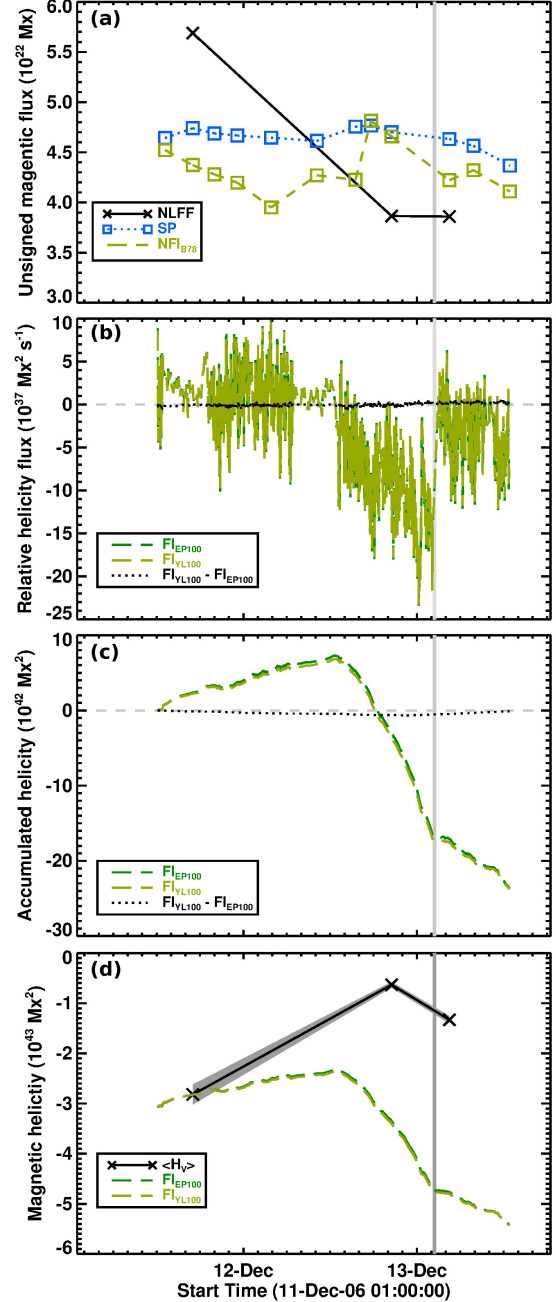 (a)
Unsigned magentic flux (10²² Mx)
6.0
5.5
5.0
4.5
4.0
3.5
3.0
NLFF
SP
NFI_B78
(b)
Relative helicity flux (10³⁷ Mx² s⁻¹)
10
5
0
-5
-10
-15
-20
-25
FI_EP100
FI_YL100
FI_YL100 - FI_EP100
(c)
Accumulated helicity (10⁴² Mx²)
10
0
-10
-20
-30
FI_EP100
FI_YL100
FI_YL100 - FI_EP100
(d)
Magnetic helictiy (10⁴³ Mx²)
0
-1
-2
-3
-4
-5
-6
<H_V>
FI_EP100
FI_YL100
12-Dec 13-Dec
Start Time (11-Dec-06 01:00:00)